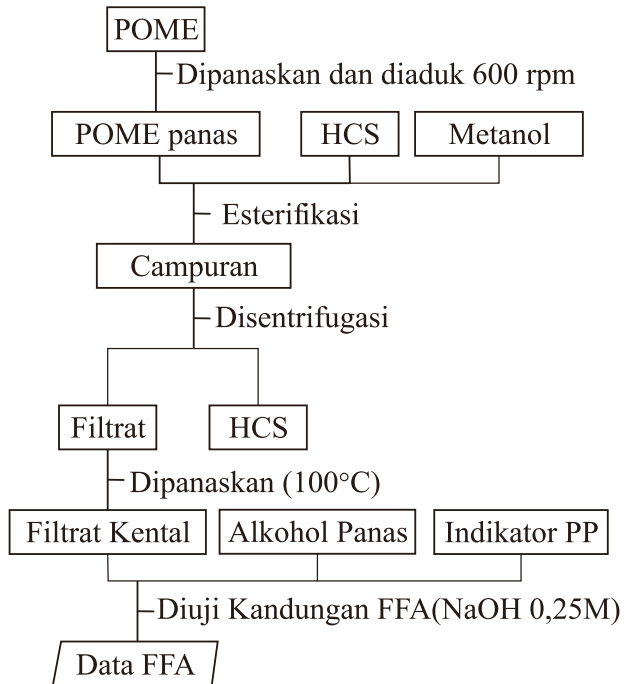 POME
Dipanaskan dan diaduk 600 rpm
POME panas
HCS
Metanol
Esterifikasi
Campuran
Disentrifugasi
Filtrat
HCS
Dipanaskan (100°C)
Filtrat Kental
Alkohol Panas
Indikator PP
Diuji Kandungan FFA(NaOH 0,25M)
Data FFA